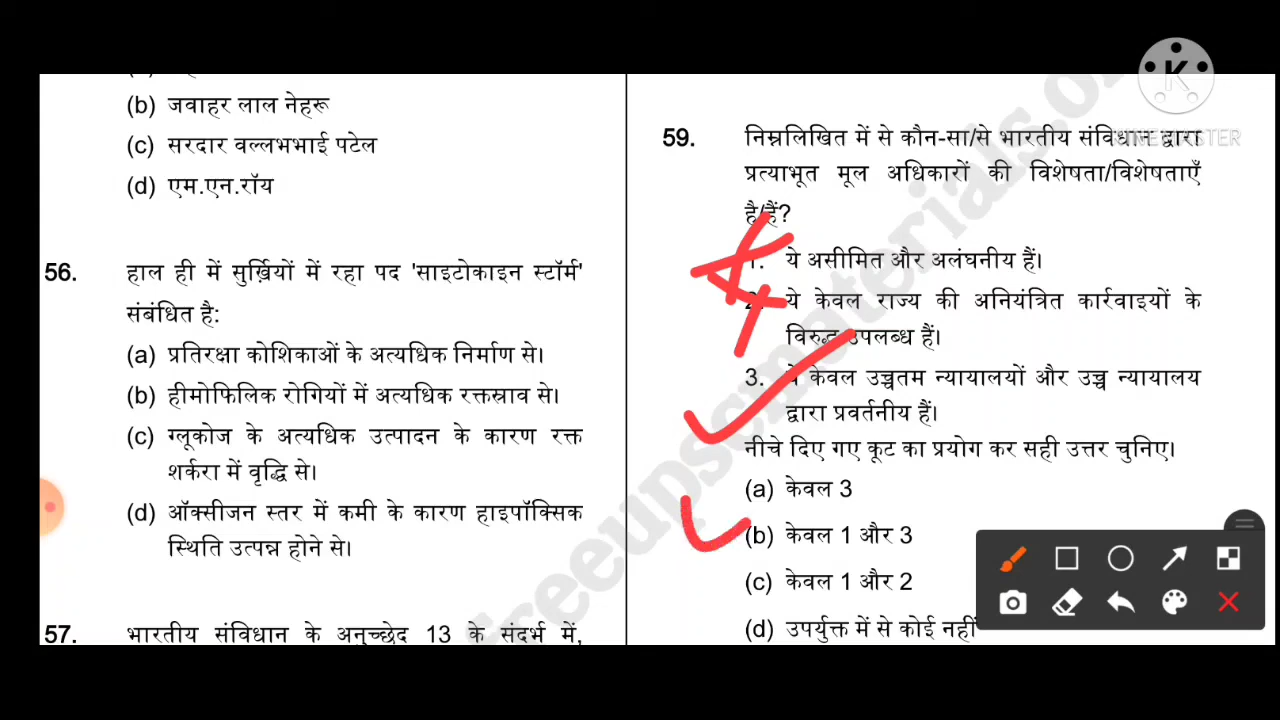 (b) जवाहर लाल नेहरू
(c) सरदार वल्लभभाई पटेल
(d) एम.एन.रॉय
56. हाल ही में सुर्ख़ियों में रहा पद 'साइटोकाइन स्टॉर्म'
संबंधित है:
(a) प्रतिरक्षा कोशिकाओं के अत्यधिक निर्माण से।
(b) हीमोफिलिक रोगियों में अत्यधिक रक्तस्राव से।
(c) ग्लूकोज के अत्यधिक उत्पादन के कारण रक्त
शर्करा में वृद्धि से।
(d) ऑक्सीजन स्तर में कमी के कारण हाइपॉक्सिक
स्थिति उत्पन्न होने से।
57. भारतीय संविधान के अनुच्छेद 13 के संदर्भ में,
59. निम्नलिखित में से कौन-सा/से भारतीय संविधान द्वारा
प्रत्याभूत मूल अधिकारों की विशेषता/विशेषताएँ
है/हैं?
1. ये असीमित और अलंघनीय हैं।
2. ये केवल राज्य की अनियंत्रित कार्रवाइयों के
विरुद्ध उपलब्ध हैं।
3. ये केवल उच्चतम न्यायालयों और उच्च न्यायालय
द्वारा प्रवर्तनीय हैं।
नीचे दिए गए कूट का प्रयोग कर सही उत्तर चुनिए।
(a) केवल 3
(b) केवल 1 और 3
(c) केवल 1 और 2
(d) उपर्युक्त में से कोई नहीं
K
KINEMASTER
freeupscmaterials.o